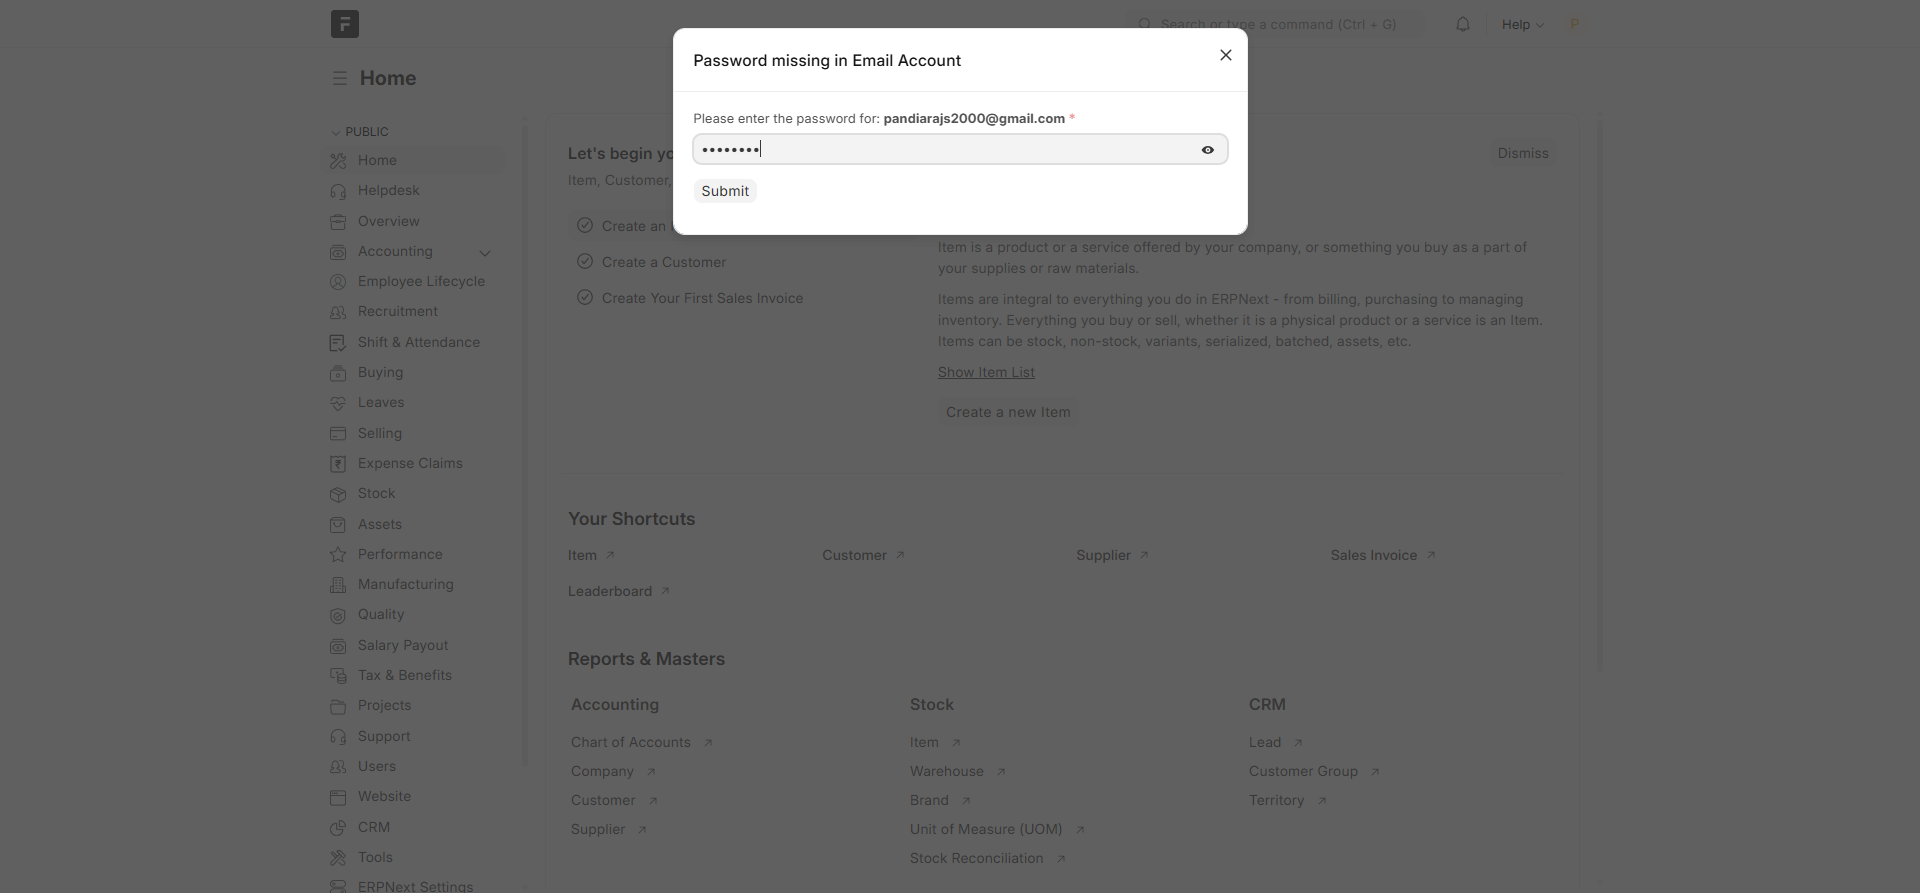 Search or type a command (Ctrl + G)
Help
P
Password missing in Email Account
Please enter the password for: pandiarajs2000@gmail.com *
••••••••
Submit
Home
PUBLIC
Home
Helpdesk
Overview
Accounting
Employee Lifecycle
Recruitment
Shift & Attendance
Buying
Leaves
Selling
Expense Claims
Stock
Assets
Performance
Manufacturing
Quality
Salary Payout
Tax & Benefits
Projects
Support
Users
Website
CRM
Tools
ERPNext Settings
Let's begin
Dismiss
Item, Customer,
Create an
Create a Customer
Create Your First Sales Invoice
Item is a product or a service offered by your company, or something you buy as a part of
your supplies or raw materials.
Items are integral to everything you do in ERPNext - from billing, purchasing to managing
inventory. Everything you buy or sell, whether it is a physical product or a service is an Item.
Items can be stock, non-stock, variants, serialized, batched, assets, etc.
Show Item List
Create a new Item
Your Shortcuts
Item
Customer
Supplier
Sales Invoice
Leaderboard
Reports & Masters
Accounting
Chart of Accounts
Company
Customer
Supplier
Stock
Item
Warehouse
Brand
Unit of Measure (UOM)
Stock Reconciliation
CRM
Lead
Customer Group
Territory